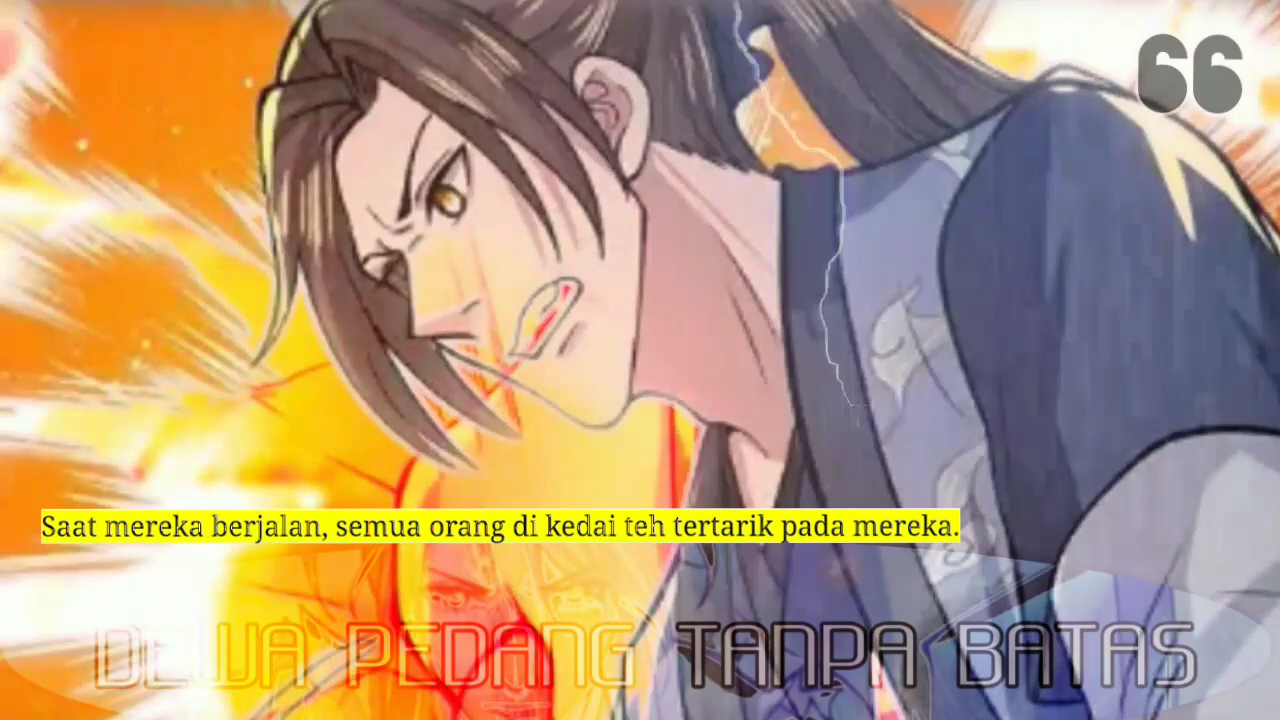 66
Saat mereka berjalan, semua orang di kedai teh tertarik pada mereka.
DEWA PEDANG TANPA BATAS